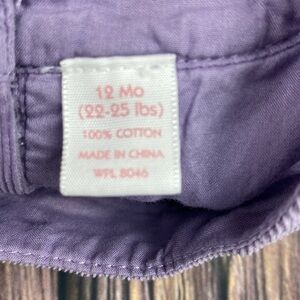 12 Mo
(22-25 lbs)
100% COTTON
MADE IN CHINA
WPL 8046